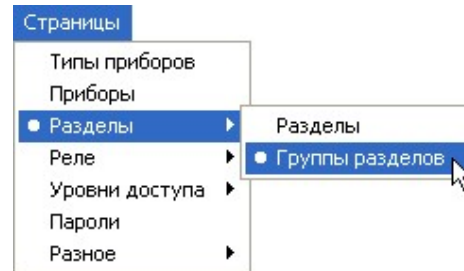 Страницы
Типы приборов
Приборы
Разделы
Разделы
Группы разделов
Реле
Уровни доступа
Пароли
Разное